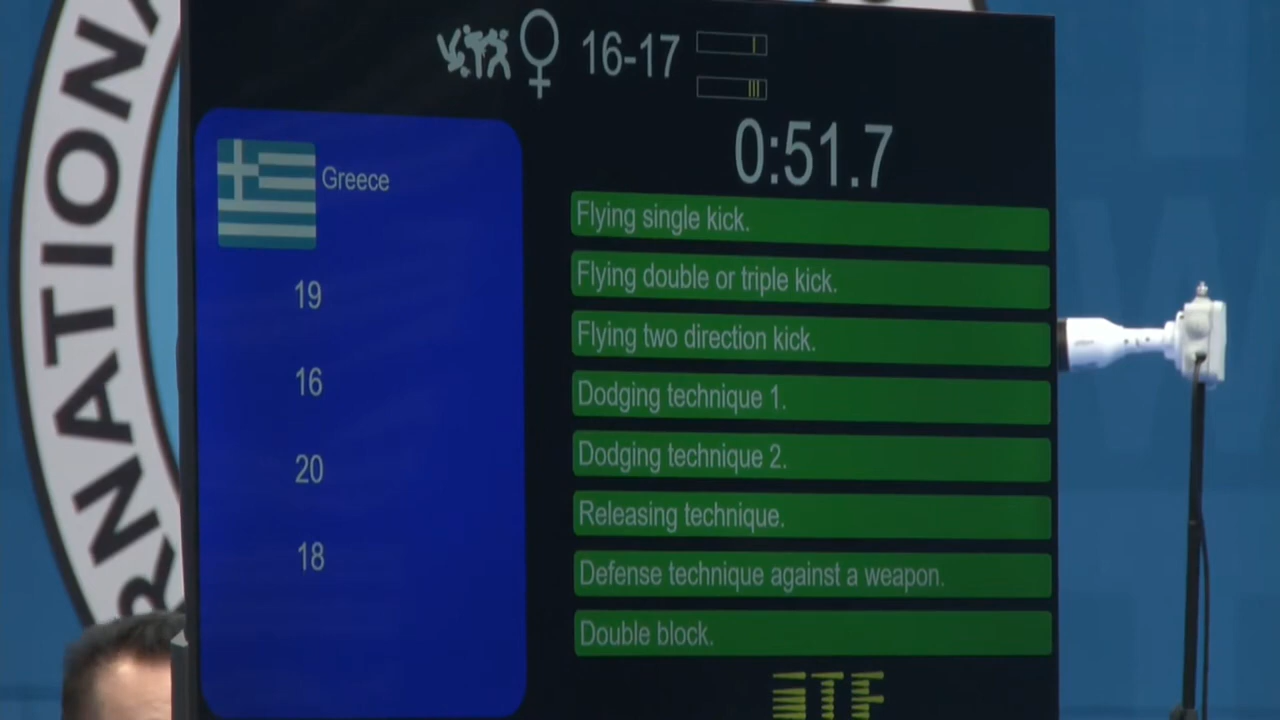 16-17
0:51.7
Greece
19
16
20
18
Flying single kick.
Flying double or triple kick.
Flying two direction kick.
Dodging technique 1.
Dodging technique 2.
Releasing technique.
Defense technique against a weapon.
Double block.
ITF
RNATIONA